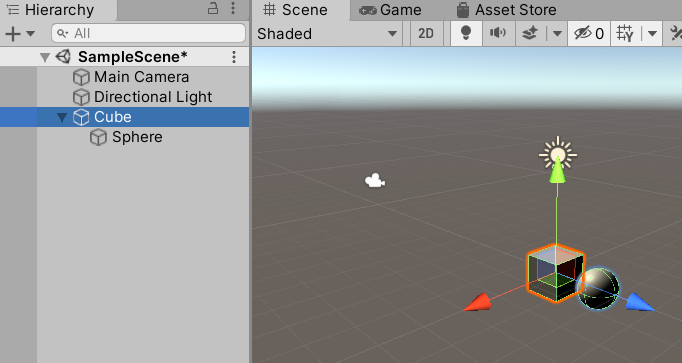 Hierarchy
All
SampleScene*
Main Camera
Directional Light
Cube
Sphere
Scene
Game
Asset Store
Shaded
2D
0